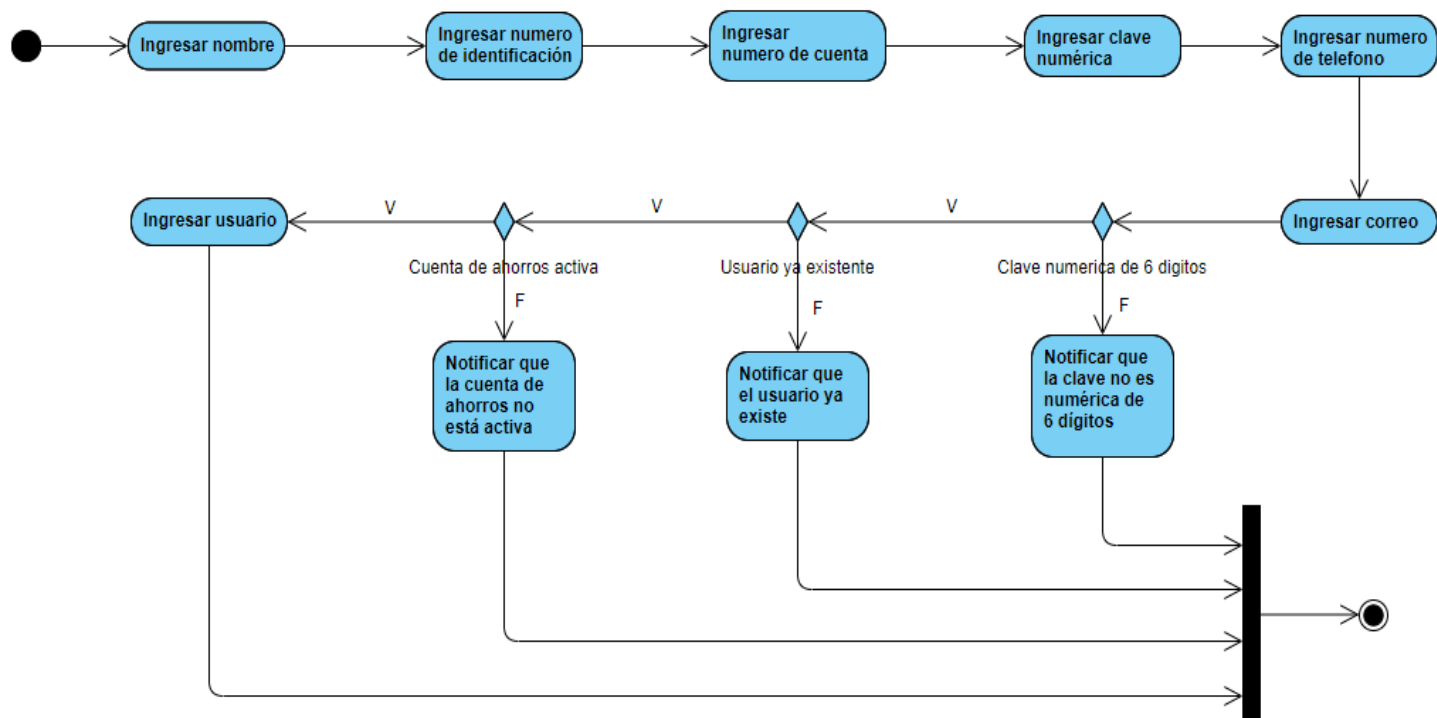 Ingresar nombre
Ingresar numero
de identificación
Ingresar
numero de cuenta
Ingresar clave
numérica
Ingresar numero
de telefono
Ingresar usuario
V
V
V
Ingresar correo
Cuenta de ahorros activa
Usuario ya existente
Clave numerica de 6 digitos
F
F
F
Notificar que
la cuenta de
ahorros no
está activa
Notificar que
el usuario ya
existe
Notificar que
la clave no es
numérica de
6 dígitos